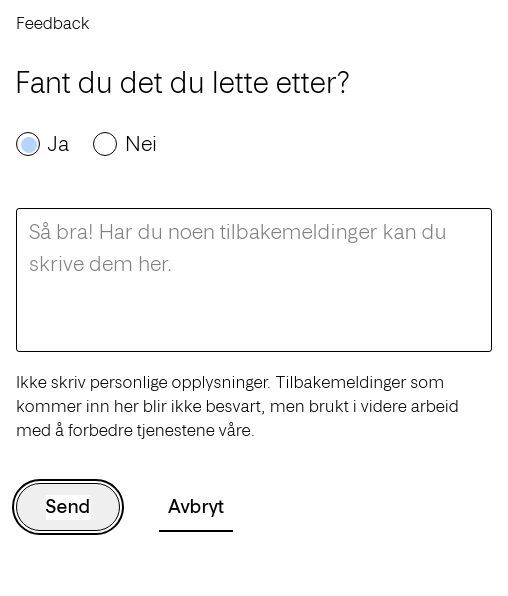 Feedback
Fant du det du lette etter?
Ja Nei
Så bra! Har du noen tilbakemeldinger kan du
skrive dem her.
Ikke skriv personlige opplysninger. Tilbakemeldinger som
kommer inn her blir ikke besvart, men brukt i videre arbeid
med å forbedre tjenestene våre.
Send Avbryt